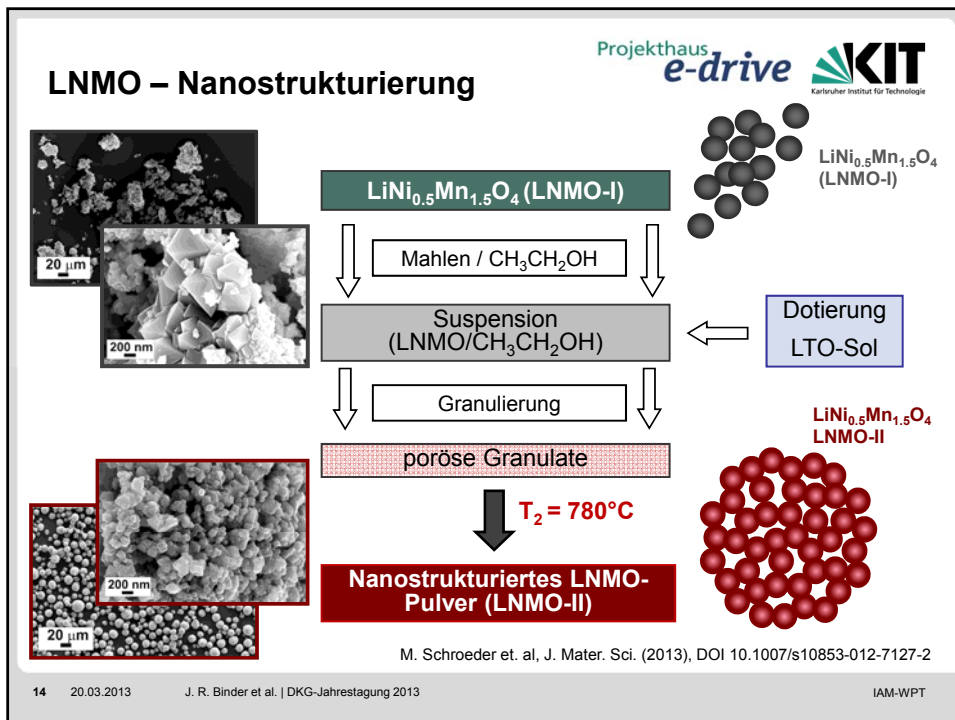 LNMO – Nanostrukturierung
Projekthaus
e-drive
KIT
Karlsruher Institut für Technologie
20 µm
200 nm
LiNi0.5Mn1.5O4 (LNMO-I)
LiNi0.5Mn1.5O4
(LNMO-I)
Mahlen / CH3CH2OH
Suspension
(LNMO/CH3CH2OH)
Dotierung
LTO-Sol
Granulierung
poröse Granulate
LiNi0.5Mn1.5O4
LNMO-II
T2 = 780°C
200 nm
20 µm
Nanostrukturiertes LNMO-
Pulver (LNMO-II)
M. Schroeder et. al, J. Mater. Sci. (2013), DOI 10.1007/s10853-012-7127-2
14 20.03.2013 J. R. Binder et al. | DKG-Jahrestagung 2013 IAM-WPT